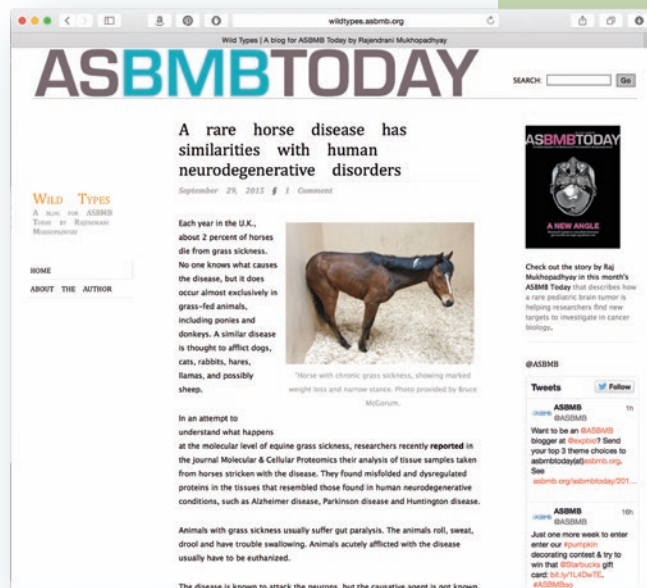 wildtypes.asbmb.org
Wild Types | A blog for ASBMB Today by Rajendrani Mukhopadhyay
ASBMBTODAY
SEARCH:
Go
WILD TYPES
A BLOG FOR ASBMB
TODAY BY RAJENDRANI
MUKHOPADHYAY
HOME
ABOUT THE AUTHOR
A rare horse disease has
similarities with human
neurodegenerative disorders
September 29, 2015 § 1 Comment
Each year in the U.K.,
about 2 percent of horses
die from grass sickness.
No one knows what causes
the disease, but it does
occur almost exclusively in
grass-fed animals,
including ponies and
donkeys. A similar disease
is thought to afflict dogs,
cats, rabbits, hares,
llamas, and possibly
sheep.
"Horse with chronic grass sickness, showing marked
weight loss and narrow stance. Photo provided by Bruce
McGorum.
In an attempt to
understand what happens
at the molecular level of equine grass sickness, researchers recently reported in
the journal Molecular & Cellular Proteomics their analysis of tissue samples taken
from horses stricken with the disease. They found misfolded and dysregulated
proteins in the tissues that resembled those found in human neurodegenerative
conditions, such as Alzheimer disease, Parkinson disease and Huntington disease.
Animals with grass sickness usually suffer gut paralysis. The animals roll, sweat,
drool and have trouble swallowing. Animals acutely afflicted with the disease
usually have to be euthanized.
The disease is known to attack the neurons, but the causative agent is not known.
ASBMBTODAY
A NEW ANGLE
Check out the story by Raj
Mukhopadhyay in this month's
ASBMB Today that describes how
a rare pediatric brain tumor is
helping researchers find new
targets to investigate in cancer
biology.
@ASBMB
Tweets
Follow
ASBMB 1h
@ASBMB
Want to be an @ASBMB
blogger at @expbio? Send
your top 3 theme choices to
asbmbtoday(at)asbmb.org.
See
asbmb.org/asbmbtoday/201...
ASBMB 16h
@ASBMB
Just one more week to enter
enter our #pumpkin
decorating contest & try to
win that @Starbucks gift
card: bit.ly/1L4DwTE.
#ASBMBao